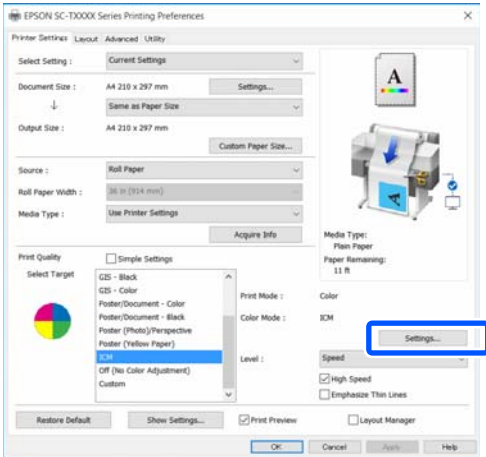 EPSON SC-TXXXX Series Printing Preferences
Printer Settings Layout Advanced Utility
Select Setting : Current Settings
Document Size : A4 210 x 297 mm Settings...
Same as Paper Size
Output Size : A4 210 x 297 mm
Custom Paper Size...
Source : Roll Paper
Roll Paper Width : 36 in (914 mm)
Media Type : Use Printer Settings
Acquire Info
A
A
Media Type:
Plain Paper
Paper Remaining:
11 ft
Print Quality Simple Settings
Select Target
GIS - Black
GIS - Color
Poster/Document - Color
Poster/Document - Black
Poster (Photo)/Perspective
Poster (Yellow Paper)
ICM
Off (No Color Adjustment)
Custom
Print Mode : Color
Color Mode : ICM
Settings...
Level : Speed
High Speed
Emphasize Thin Lines
Restore Default Show Settings... Print Preview Layout Manager
OK Cancel Apply Help